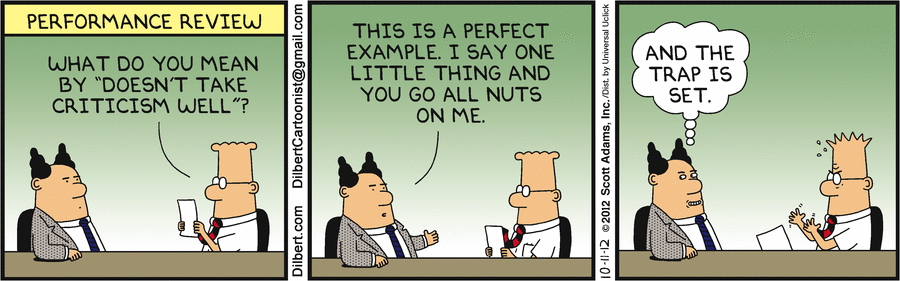 PERFORMANCE REVIEW
WHAT DO YOU MEAN
BY "DOESN'T TAKE
CRITICISM WELL"?
Dilbert.com DilbertCartoonist@gmail.com
THIS IS A PERFECT
EXAMPLE. I SAY ONE
LITTLE THING AND
YOU GO ALL NUTS
ON ME.
10-11-12 ©2012 Scott Adams, Inc./Dist. by Universal Uclick
AND THE
TRAP IS
SET.